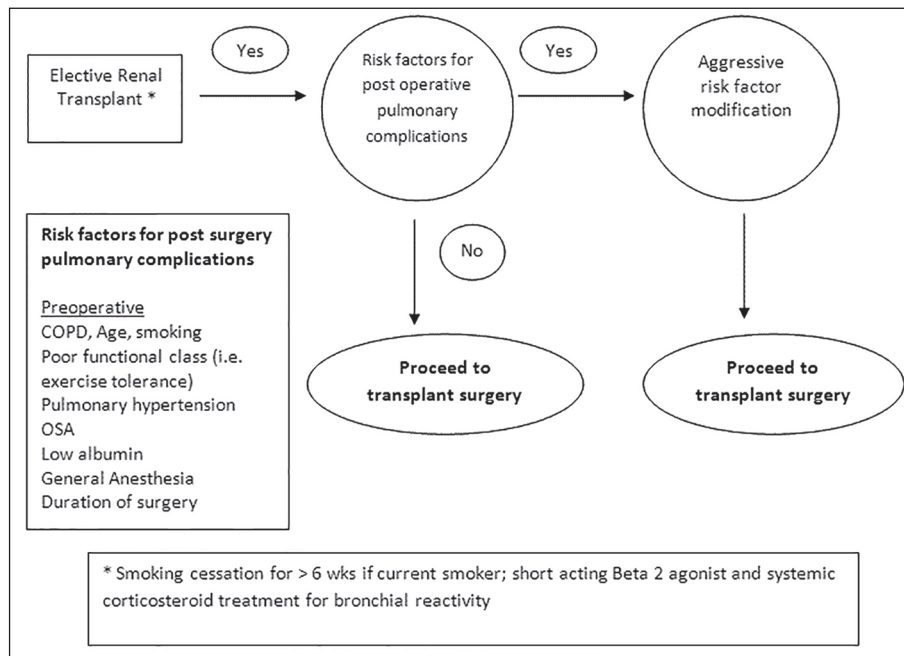 Elective Renal
Transplant *
Yes
Risk factors for
post operative
pulmonary
complications
Yes
Aggressive
risk factor
modification
No
Proceed to
transplant surgery
Proceed to
transplant surgery
Risk factors for post surgery
pulmonary complications
Preoperative
COPD, Age, smoking
Poor functional class (i.e.
exercise tolerance)
Pulmonary hypertension
OSA
Low albumin
General Anesthesia
Duration of surgery
* Smoking cessation for > 6 wks if current smoker; short acting Beta 2 agonist and systemic
corticosteroid treatment for bronchial reactivity